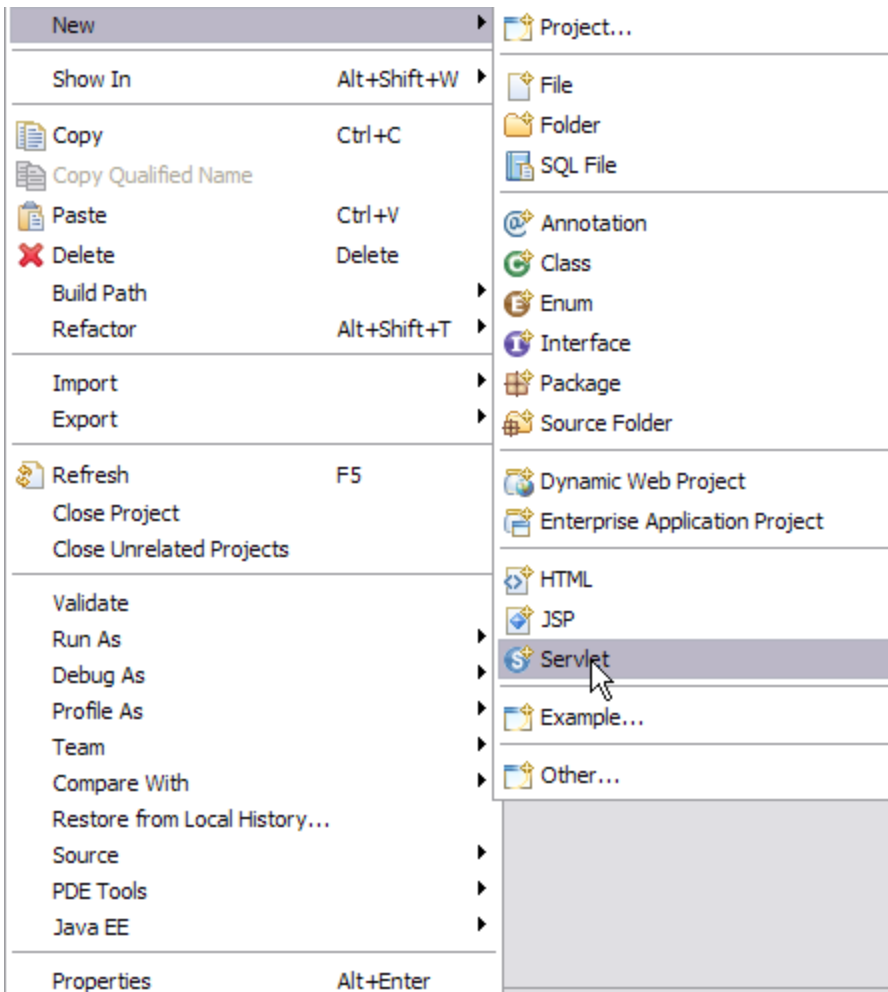 New
Show In Alt+Shift+W
Copy Ctrl+C
Copy Qualified Name
Paste Ctrl+V
Delete Delete
Build Path
Refactor Alt+Shift+T
Import
Export
Refresh F5
Close Project
Close Unrelated Projects
Validate
Run As
Debug As
Profile As
Team
Compare With
Restore from Local History...
Source
PDE Tools
Java EE
Properties Alt+Enter
Project...
File
Folder
SQL File
Annotation
Class
Enum
Interface
Package
Source Folder
Dynamic Web Project
Enterprise Application Project
HTML
JSP
Servlet
Example...
Other...